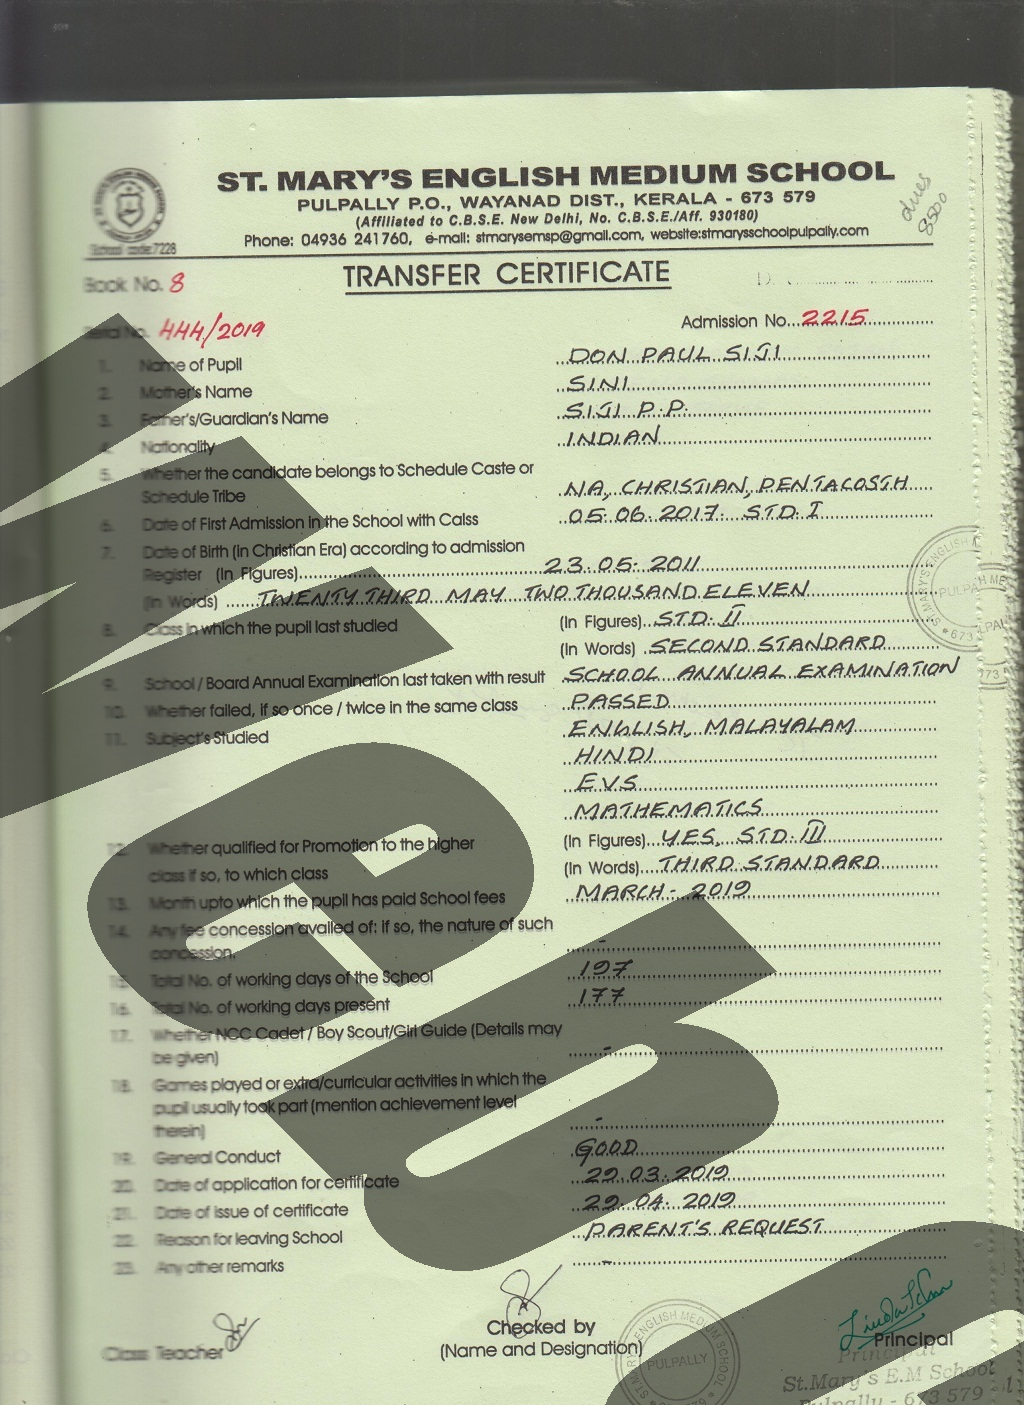 ST. MARY'S ENGLISH MEDIUM SCHOOL
PULPALLY P.O., WAYANAD DIST., KERALA - 673 579
(Affiliated to C.B.S.E. New Delhi, No. C.B.S.E./Aff. 930180)
Phone: 04936 241760, e-mail: stmarysemsp@gmail.com, website:stmarysschoolpulpally.com
School code:7228
dues
8500
TRANSFER CERTIFICATE
Book No. 8
Serial No. 444/2019
Admission No. 2215
1. Name of Pupil DON PAUL SIJI
2. Mother's Name SINI
3. Father's/Guardian's Name SIJI P.P.
4. Nationality INDIAN
5. Whether the candidate belongs to Schedule Caste or
Schedule Tribe NA, CHRISTIAN, PENTACOSTH
6. Date of First Admission in the School with Calss 05.06.2017. STD. I
7. Date of Birth (in Christian Era) according to admission
Register (In Figures) 23.05.2011
(In Words) TWENTY THIRD MAY TWO THOUSAND ELEVEN
8. Class in which the pupil last studied (In Figures) STD. II
(In Words) SECOND STANDARD
9. School / Board Annual Examination last taken with result SCHOOL ANNUAL EXAMINATION
10. Whether failed, if so once / twice in the same class PASSED
11. Subject's Studied ENGLISH, MALAYALAM
HINDI
EVS
MATHEMATICS
12. Whether qualified for Promotion to the higher (In Figures) YES, STD. III
class if so, to which class (In Words) THIRD STANDARD
13. Month upto which the pupil has paid School fees MARCH - 2019
14. Any fee concession availed of: if so, the nature of such
concession. -
15. Total No. of working days of the School 197
16. Total No. of working days present 177
17. Whether NCC Cadet / Boy Scout/Girl Guide (Details may
be given) -
18. Games played or extra/curricular activities in which the
pupil usually took part (mention achievement level
therein) -
19. General Conduct GOOD
20. Date of application for certificate 29.03.2019
21. Date of issue of certificate 29.04.2019
22. Reason for leaving School PARENT'S REQUEST
23. Any other remarks -
Class Teacher
Checked by
(Name and Designation)
Principal
Principal
St.Mary's E.M School
Pulpally - 673 579
PULPALLY